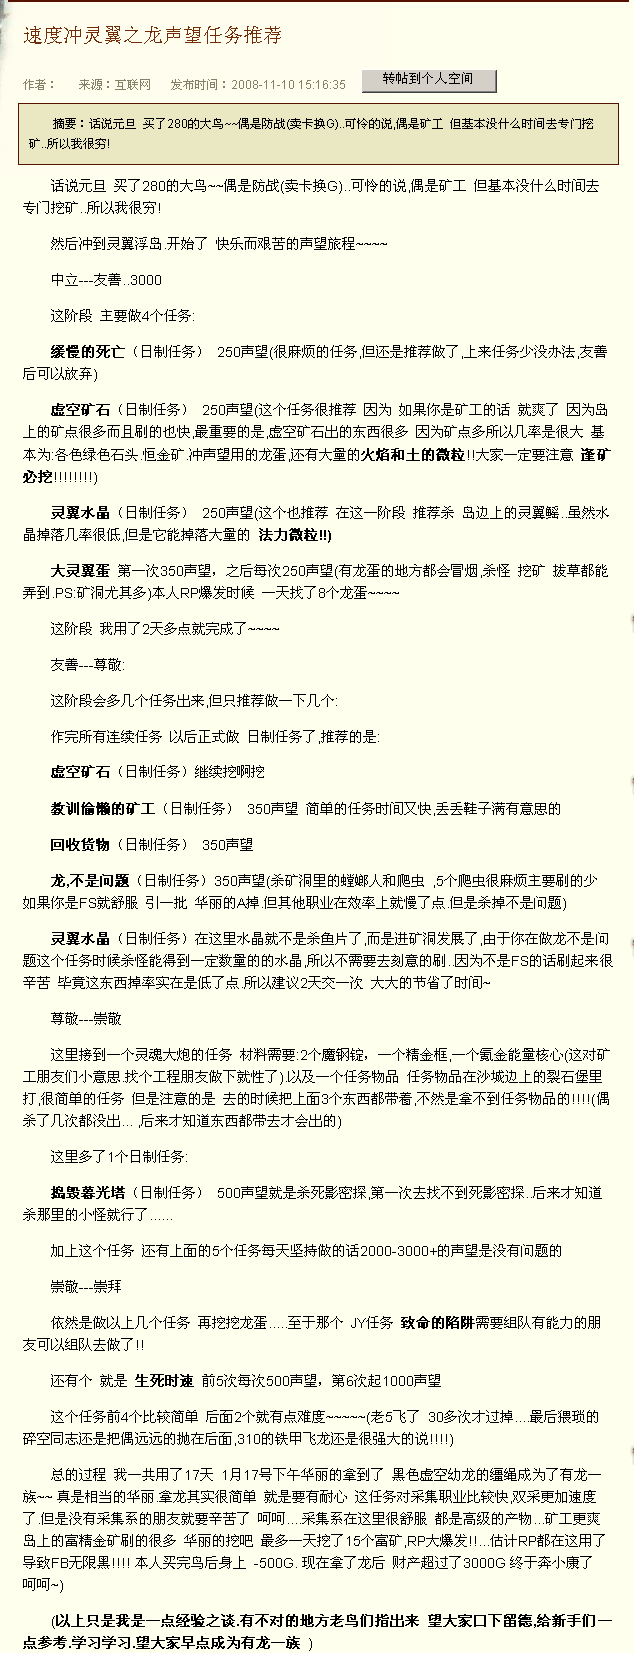 速度冲灵翼之龙声望任务推荐
作者： 来源：互联网 发布时间：2008-11-10 15:16:35 转帖到个人空间
摘要：话说元旦 买了280的大鸟~~偶是防战(卖卡换G)..可怜的说,偶是矿工 但基本没什么时间去专门挖
矿..所以我很穷!
话说元旦 买了280的大鸟~~偶是防战(卖卡换G)..可怜的说,偶是矿工 但基本没什么时间去
专门挖矿..所以我很穷!
然后冲到灵翼浮岛.开始了 快乐而艰苦的声望旅程~~~~
中立---友善..3000
这阶段 主要做4个任务:
缓慢的死亡（日制任务） 250声望(很麻烦的任务,但还是推荐做了,上来任务少没办法,友善
后可以放弃)
虚空矿石（日制任务） 250声望(这个任务很推荐 因为 如果你是矿工的话 就爽了 因为岛
上的矿点很多而且刷的也快,最重要的是,虚空矿石出的东西很多 因为矿点多所以几率是很大 基
本为:各色绿色石头.恒金矿.冲声望用的龙蛋,还有大量的火焰和土的微粒!!大家一定要注意 逢矿
必挖!!!!!!!!)
灵翼水晶（日制任务） 250声望(这个也推荐 在这一阶段 推荐杀 岛边上的灵翼鳐..虽然水
晶掉落几率很低,但是它能掉落大量的 法力微粒!!)
大灵翼蛋 第一次350声望，之后每次250声望(有龙蛋的地方都会冒烟,杀怪 挖矿 拔草都能
弄到.PS:矿洞尤其多)本人RP爆发时候 一天找了8个龙蛋~~~~
这阶段 我用了2天多点就完成了~~~~
友善---尊敬:
这阶段会多几个任务出来,但只推荐做一下几个:
作完所有连续任务 以后正式做 日制任务了,推荐的是:
虚空矿石（日制任务）继续挖啊挖
教训偷懒的矿工（日制任务） 350声望 简单的任务时间又快,丢丢鞋子满有意思的
回收货物（日制任务） 350声望
龙,不是问题（日制任务）350声望(杀矿洞里的螳螂人和爬虫 ,5个爬虫很麻烦主要刷的少
如果你是FS就舒服 引一批 华丽的A掉.但其他职业在效率上就慢了点.但是杀掉不是问题)
灵翼水晶（日制任务）在这里水晶就不是杀鱼片了,而是进矿洞发展了,由于你在做龙不是问
题这个任务时候杀怪能得到一定数量的的水晶,所以不需要去刻意的刷..因为不是FS的话刷起来很
辛苦 毕竟这东西掉率实在是低了点.所以建议2天交一次 大大的节省了时间~
尊敬---崇敬
这里接到一个灵魂大炮的任务 材料需要:2个魔钢锭，一个精金框,一个氪金能量核心(这对矿
工朋友们小意思.找个工程朋友做下就性了).以及一个任务物品 任务物品在沙城边上的裂石堡里
打,很简单的任务 但是注意的是 去的时候把上面3个东西都带着,不然是拿不到任务物品的!!!!(偶
杀了几次都没出... ,后来才知道东西都带去才会出的)
这里多了1个日制任务:
捣毁暮光塔（日制任务） 500声望就是杀死影密探,第一次去找不到死影密探..后来才知道
杀那里的小怪就行了......
加上这个任务 还有上面的5个任务每天坚持做的话2000-3000+的声望是没有问题的
崇敬---崇拜
依然是做以上几个任务 再挖挖龙蛋.....至于那个 JY任务 致命的陷阱需要组队有能力的朋
友可以组队去做了!!
还有个 就是 生死时速 前5次每次500声望，第6次起1000声望
这个任务前4个比较简单 后面2个就有点难度~~~~~(老5飞了 30多次才过掉....最后猥琐的
碎空同志还是把偶远远的抛在后面,310的铁甲飞龙还是很强大的说!!!!)
总的过程 我一共用了17天 1月17号下午华丽的拿到了 黑色虚空幼龙的缰绳成为了有龙一
族~~ 真是相当的华丽.拿龙其实很简单 就是要有耐心 这任务对采集职业比较快,双采更加速度
了.但是没有采集系的朋友就要辛苦了 呵呵....采集系在这里很舒服 都是高级的产物...矿工更爽
岛上的富精金矿刷的很多 华丽的挖吧 最多一天挖了15个富矿,RP大爆发!!...估计RP都在这用了
导致FB无限黑!!!! 本人买完鸟后身上 -500G. 现在拿了龙后 财产超过了3000G 终于奔小康了
呵呵~)
(以上只是我是一点经验之谈.有不对的地方老鸟们指出来 望大家口下留德,给新手们一
点参考.学习学习.望大家早点成为有龙一族 )